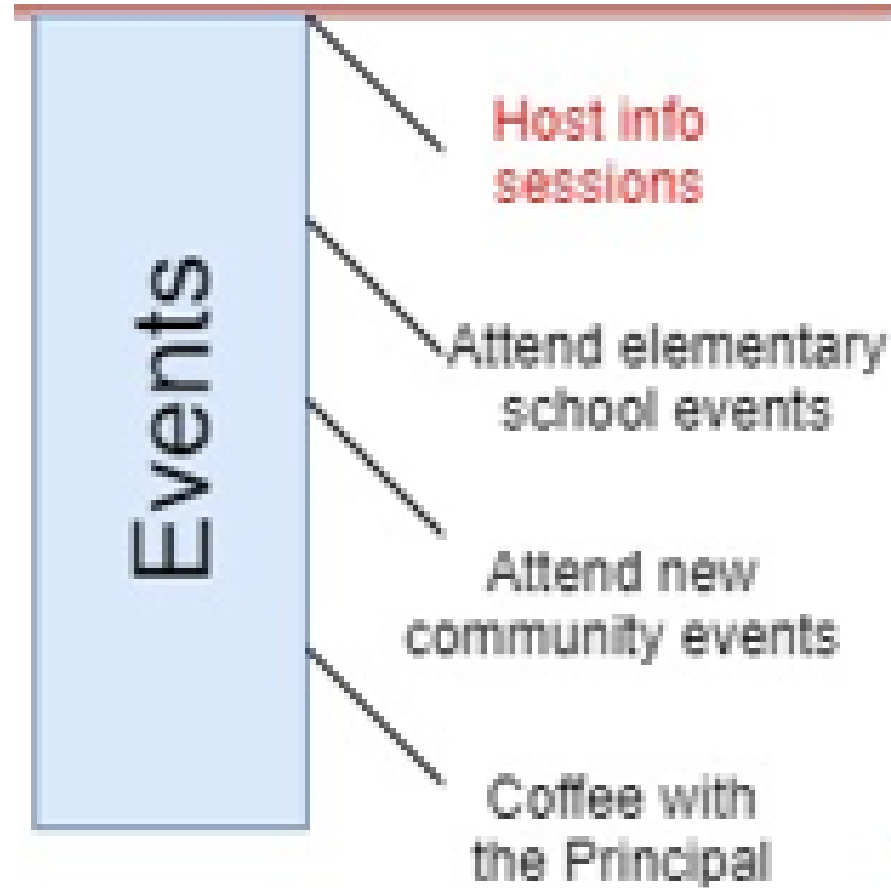 Events
Host info
sessions
Attend elementary
school events
Attend new
community events
Coffee with
the Principal